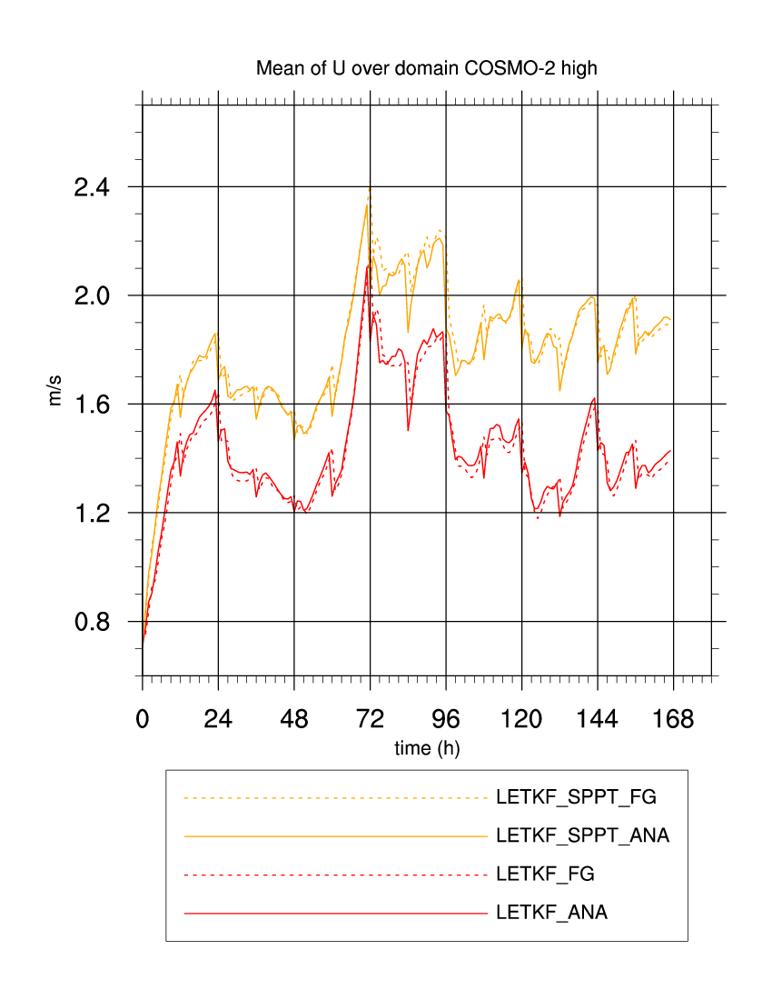 Mean of U over domain COSMO-2 high
2.4
2.0
1.6
1.2
0.8
m/s
0 24 48 72 96 120 144 168
time (h)
LETKF_SPPT_FG
LETKF_SPPT_ANA
LETKF_FG
LETKF_ANA